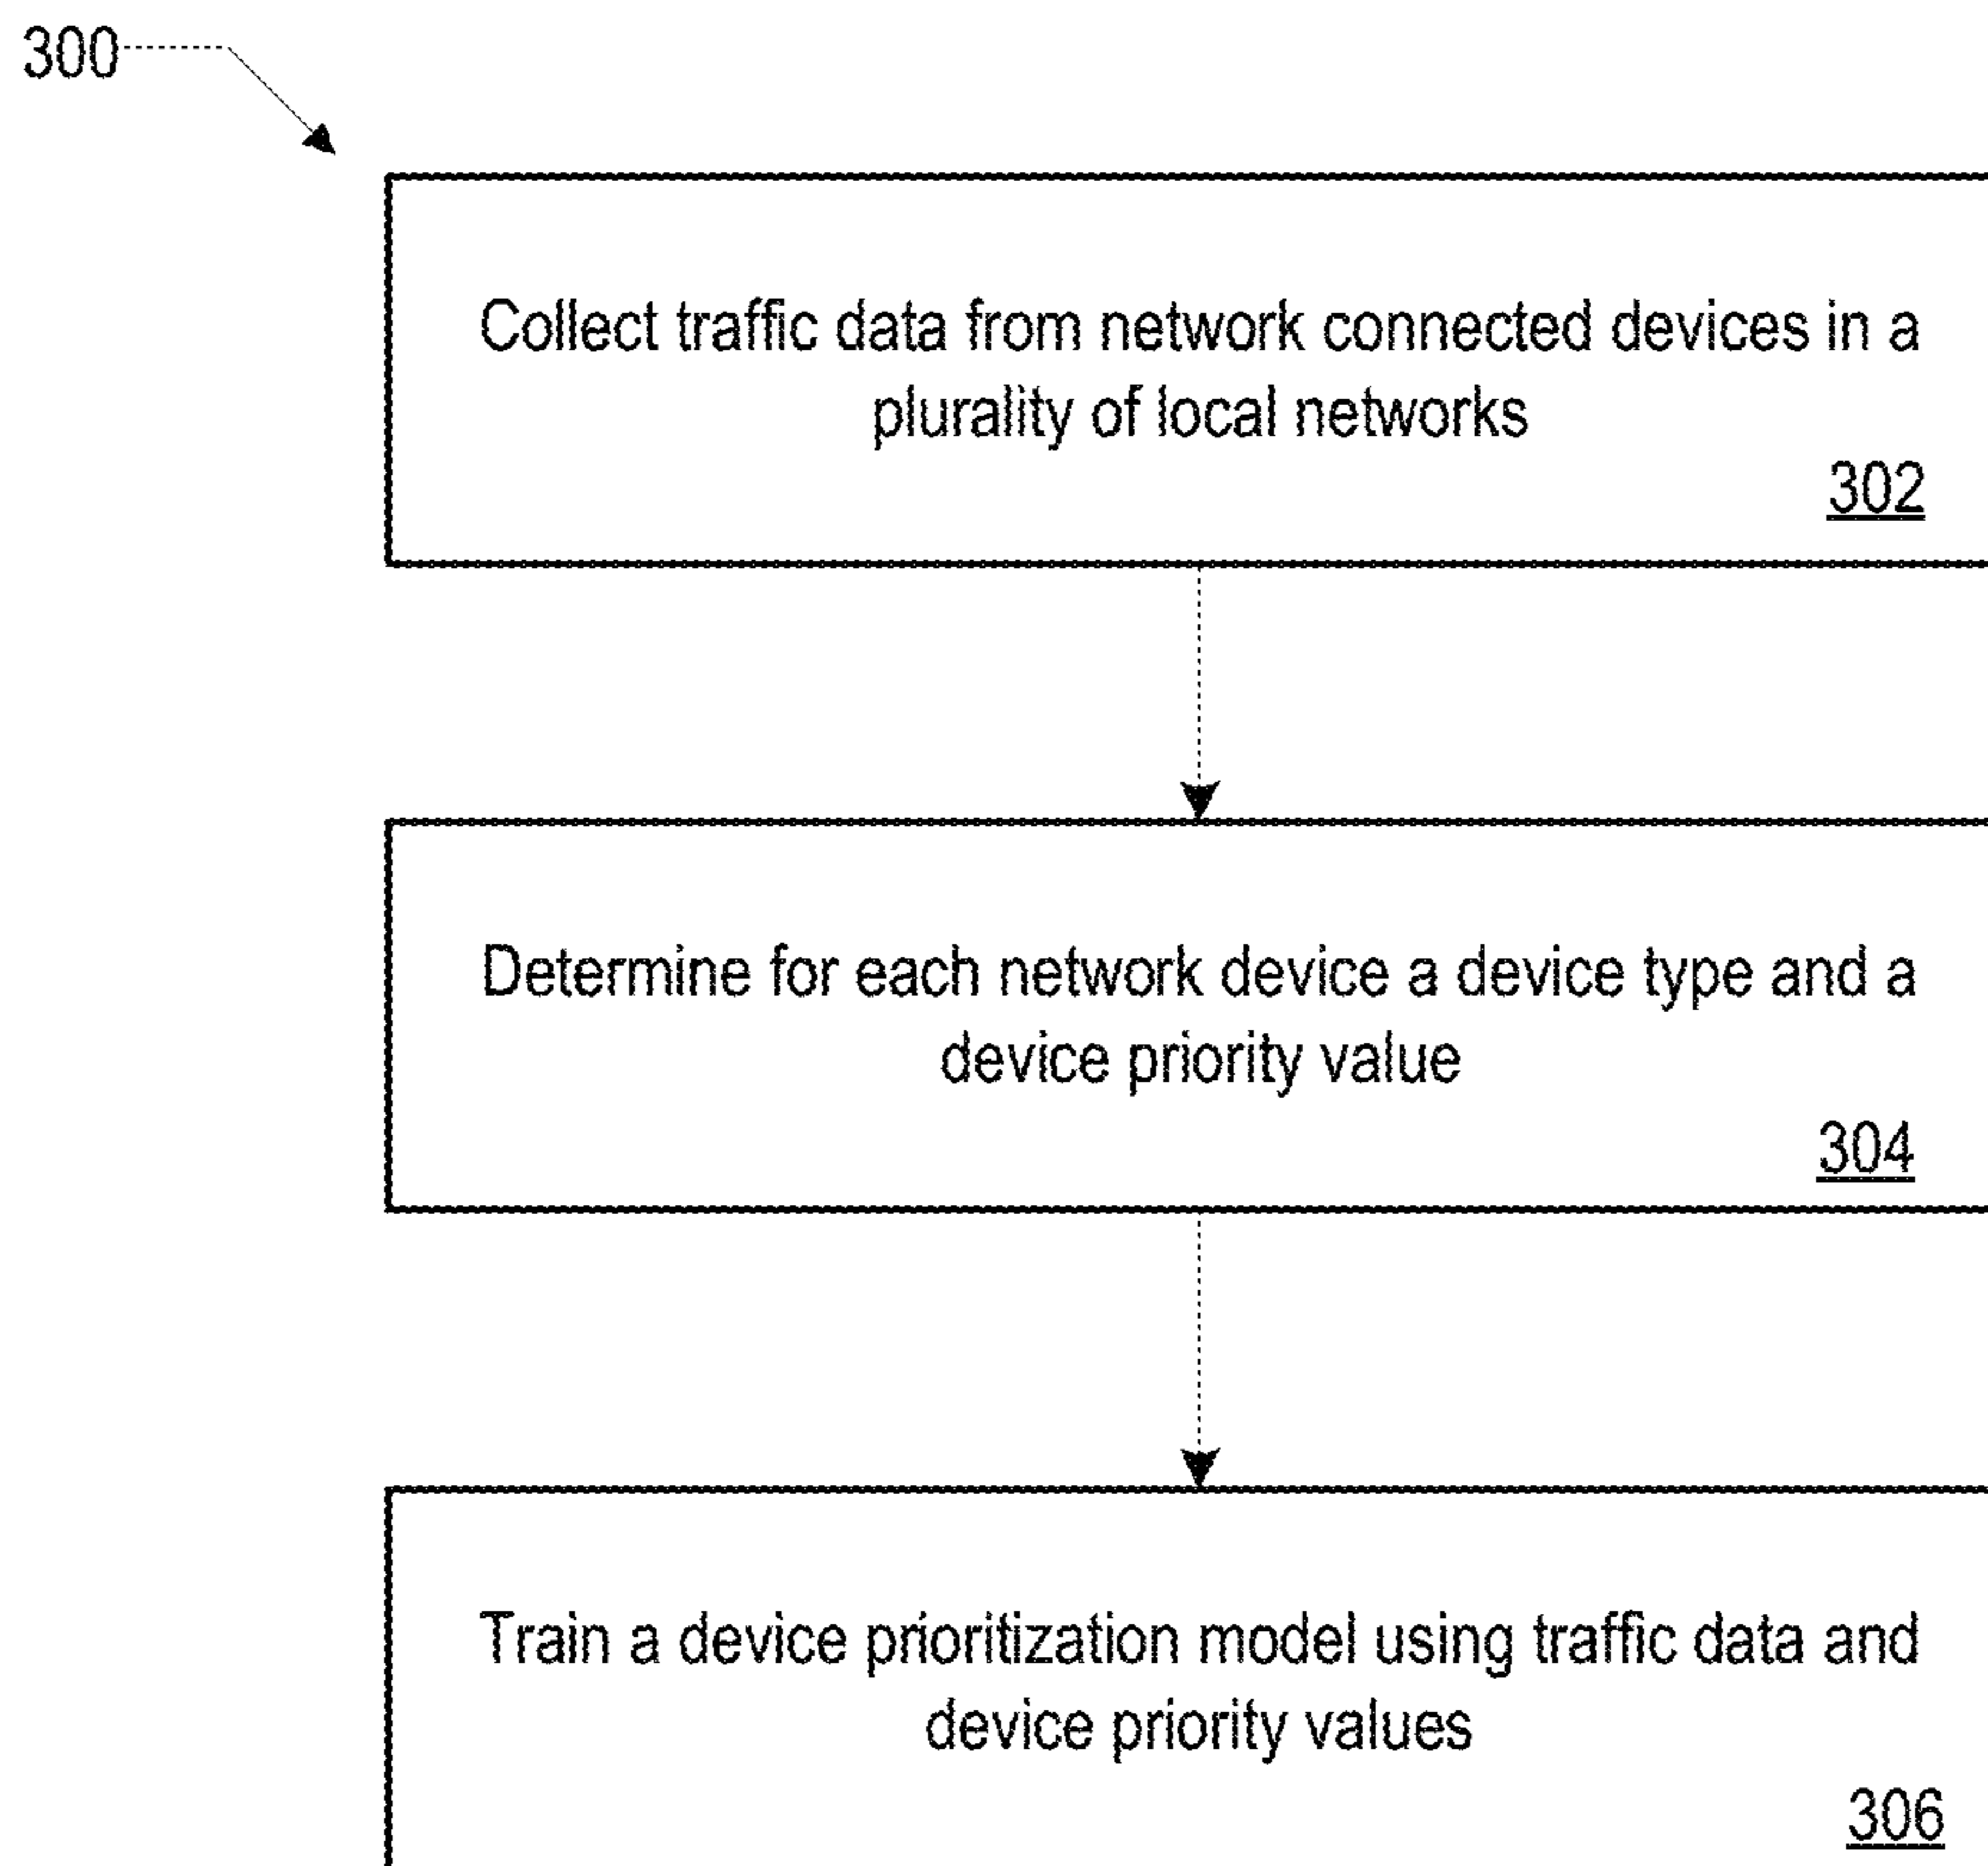 300
Collect traffic data from network connected devices in a
plurality of local networks
302
Determine for each network device a device type and a
device priority value
304
Train a device prioritization model using traffic data and
device priority values
306